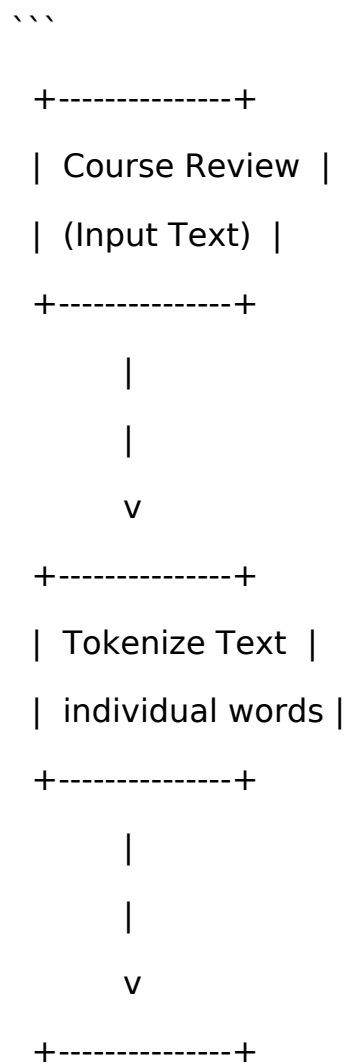 ```
+---------------+
| Course Review |
| (Input Text) |
+---------------+
|
|
v
+---------------+
| Tokenize Text |
| individual words |
+---------------+
|
|
v
+---------------+